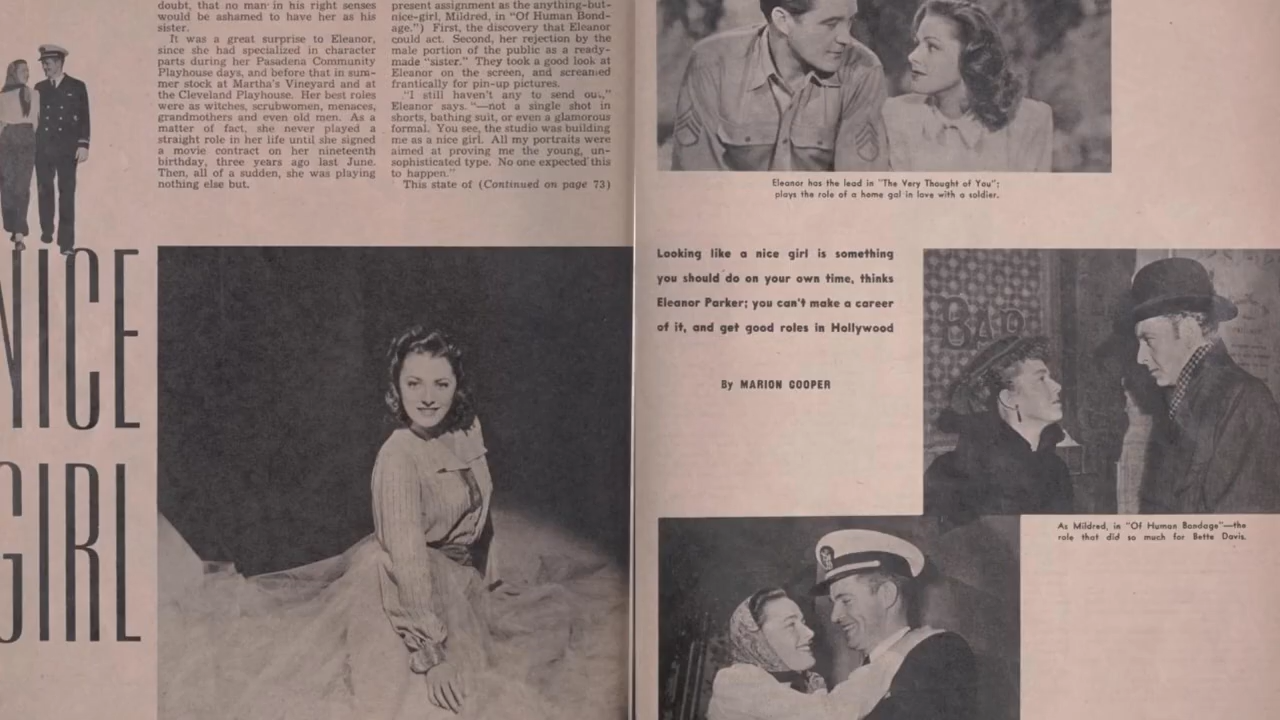 doubt, that no man in his right senses
would be ashamed to have her as his
sister.
It was a great surprise to Eleanor,
since she had specialized in character
parts during her Pasadena Community
Playhouse days, and before that in sum-
mer stock at Martha's Vineyard and at
the Cleveland Playhouse. Her best roles
were as witches, scrubwomen, menaces,
grandmothers and even old men. As a
matter of fact, she never played a
straight role in her life until she signed
a movie contract on her nineteenth
birthday, three years ago last June.
Then, all of a sudden, she was playing
nothing else but.
present assignment as the anything-but-
nice-girl, Mildred, in "Of Human Bond-
age.") First, the discovery that Eleanor
could act. Second, her rejection by the
male portion of the public as a ready-
made "sister." They took a good look at
Eleanor on the screen, and screamed
frantically for pin-up pictures.
"I still haven't any to send out,"
Eleanor says. "—not a single shot in
shorts, bathing suit, or even a glamorous
formal. You see, the studio was building
me as a nice girl. All my portraits were
aimed at proving me the young, un-
sophisticated type. No one expected this
to happen."
This state of (Continued on page 73)
NICE
GIRL
Eleanor has the lead in "The Very Thought of You";
plays the role of a home gal in love with a soldier.
Looking like a nice girl is something
you should do on your own time, thinks
Eleanor Parker; you can't make a career
of it, and get good roles in Hollywood
By MARION COOPER
BAR
As Mildred, in "Of Human Bondage"—the
role that did so much for Bette Davis.